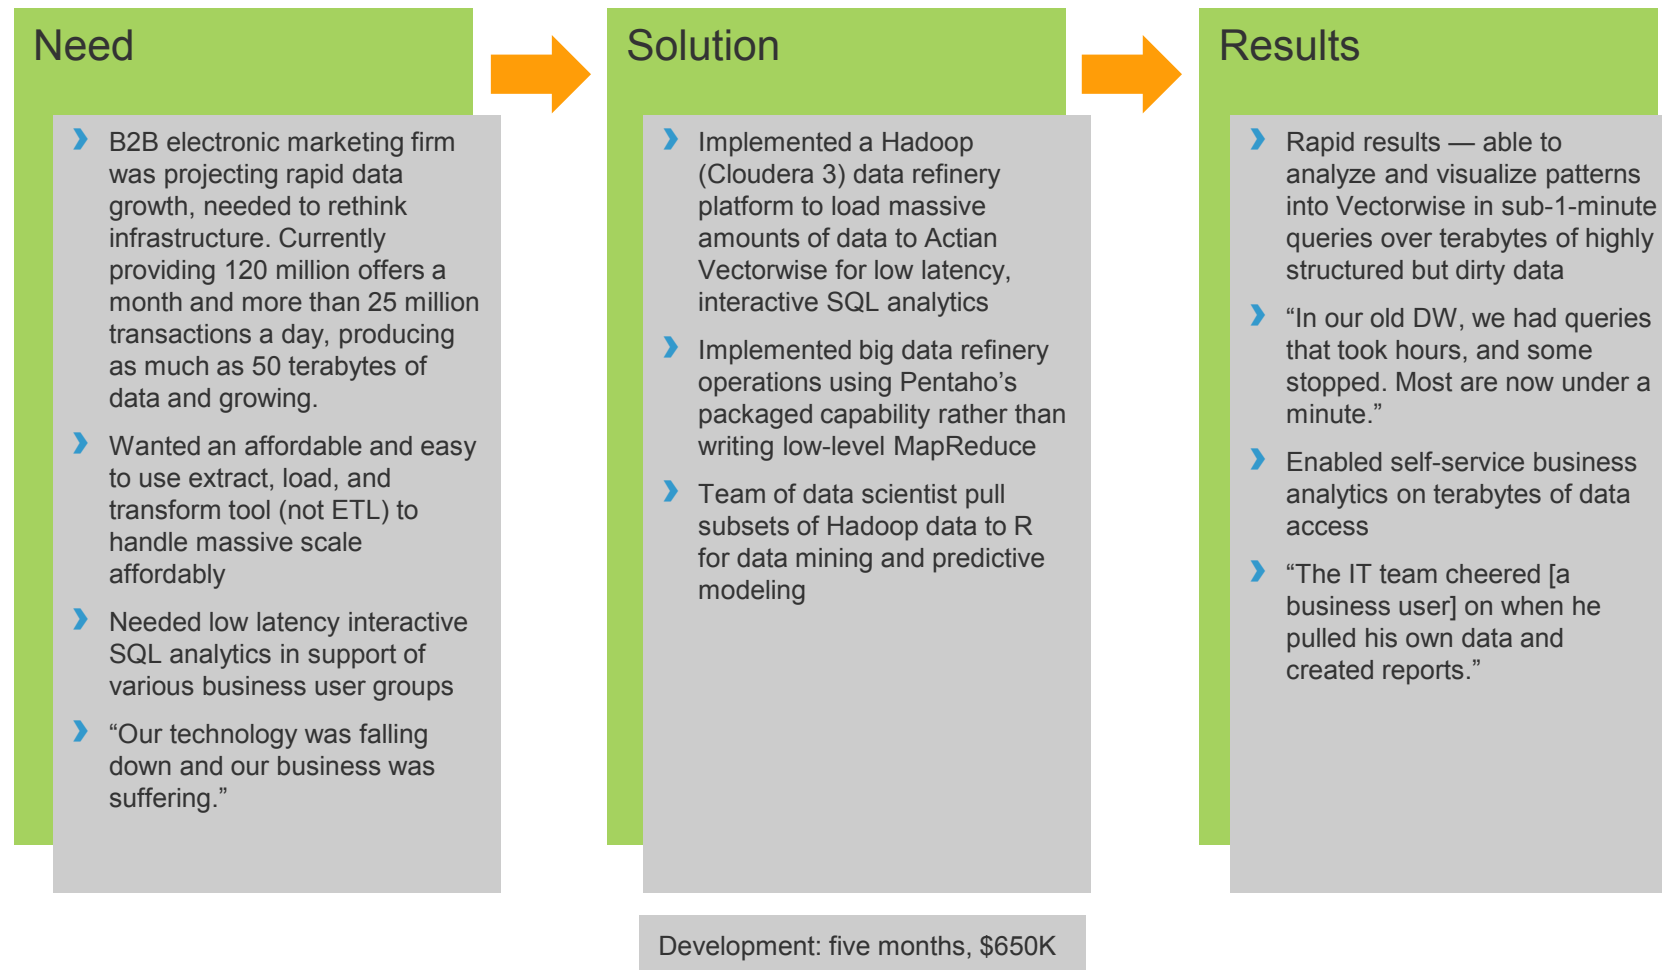 Need
B2B electronic marketing firm
was projecting rapid data
growth, needed to rethink
infrastructure. Currently
providing 120 million offers a
month and more than 25 million
transactions a day, producing
as much as 50 terabytes of
data and growing.
Wanted an affordable and easy
to use extract, load, and
transform tool (not ETL) to
handle massive scale
affordably
Needed low latency interactive
SQL analytics in support of
various business user groups
“Our technology was falling
down and our business was
suffering.”
Solution
Implemented a Hadoop
(Cloudera 3) data refinery
platform to load massive
amounts of data to Actian
Vectorwise for low latency,
interactive SQL analytics
Implemented big data refinery
operations using Pentaho’s
packaged capability rather than
writing low-level MapReduce
Team of data scientist pull
subsets of Hadoop data to R
for data mining and predictive
modeling
Results
Rapid results — able to
analyze and visualize patterns
into Vectorwise in sub-1-minute
queries over terabytes of highly
structured but dirty data
“In our old DW, we had queries
that took hours, and some
stopped. Most are now under a
minute.”
Enabled self-service business
analytics on terabytes of data
access
“The IT team cheered [a
business user] on when he
pulled his own data and
created reports.”
Development: five months, $650K